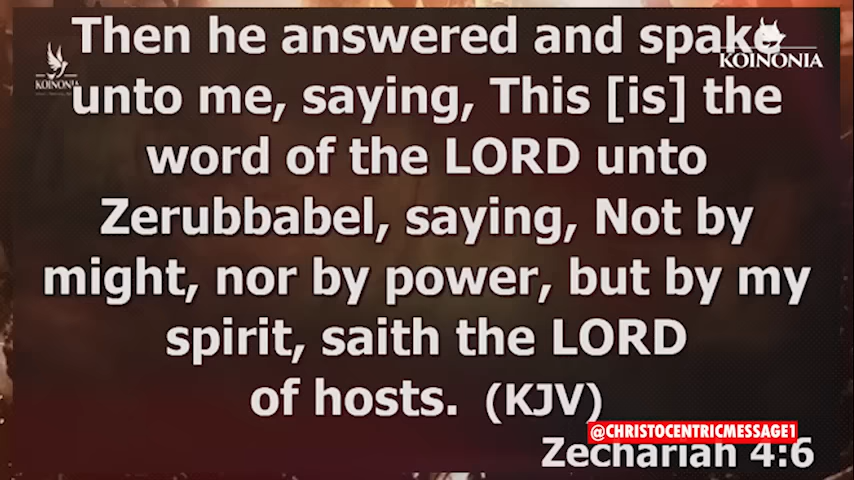 Then he answered and spake
KOINONIA
KOINONIA
unto me, saying, This [is] the
word of the LORD unto
Zerubbabel, saying, Not by
might, nor by power, but by my
spirit, saith the LORD
of hosts. (KJV)
@CHRISTOCENTRICMESSAGE1
Zechariah 4:6